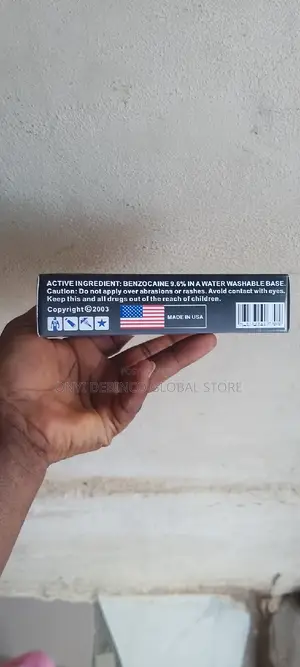 ACTIVE INGREDIENT: BENZOCAINE 9.6% IN A WATER WASHABLE BASE.
Caution: Do not apply over abrasions or rashes. Avoid contact with eyes.
Keep this and all drugs out of the reach of children.
Copyright©2003
MADE IN USA
GLOBAL STORE